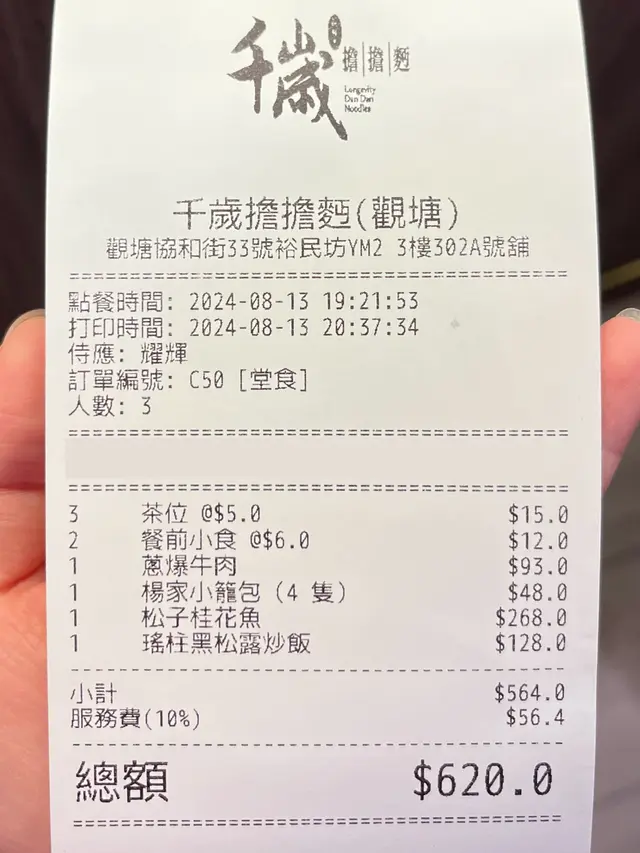 千歲
擔擔麵
Longevity
Dan Dan
Noodles
千歲擔擔麵(觀塘)
觀塘協和街33號裕民坊YM2 3樓302A號舖
點餐時間: 2024-08-13 19:21:53
打印時間: 2024-08-13 20:37:34
侍應: 耀輝
訂單編號: C50 [堂食]
人數: 3
3 茶位 @$5.0 $15.0
2 餐前小食 @$6.0 $12.0
1 蔥爆牛肉 $93.0
1 楊家小籠包 (4 隻) $48.0
1 松子桂花魚 $268.0
1 瑤柱黑松露炒飯 $128.0
小計 $564.0
服務費(10%) $56.4
總額 $620.0